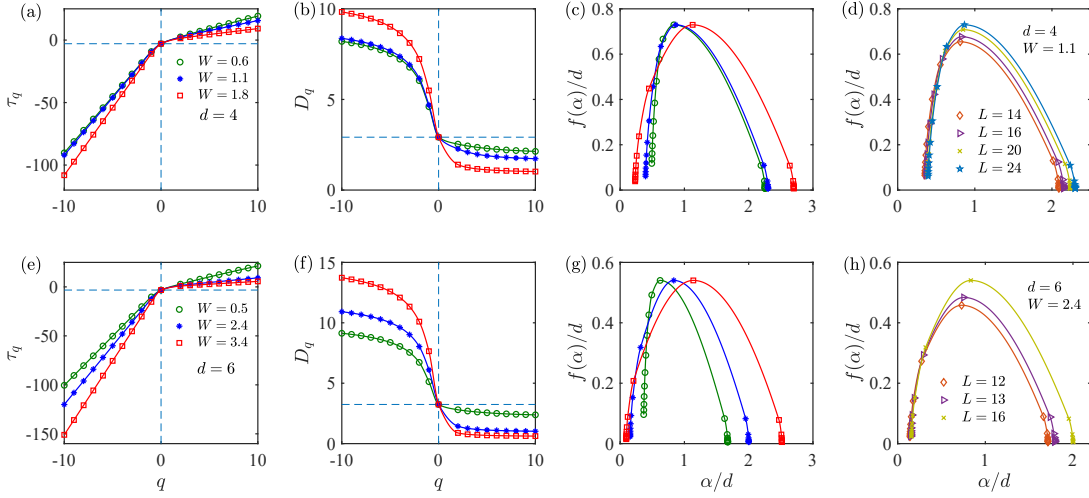 (a)
0
-50
-100
τ_q
-10
0
10
W = 0.6
W = 1.1
W = 1.8
d = 4
(b)
10
5
0
D_q
-10
0
10
(c)
0.8
0.6
0.4
0.2
0
f(α)/d
0
1
2
3
(d)
0.8
0.6
0.4
0.2
0
f(α)/d
0
1
2
d = 4
W = 1.1
L = 14
L = 16
L = 20
L = 24
(e)
0
-50
-100
-150
τ_q
-10
0
10
q
W = 0.5
W = 2.4
W = 3.4
d = 6
(f)
15
10
5
0
D_q
-10
0
10
q
(g)
0.6
0.4
0.2
0
f(α)/d
0
1
2
3
α/d
(h)
0.6
0.4
0.2
0
f(α)/d
0
1
2
α/d
d = 6
W = 2.4
L = 12
L = 13
L = 16